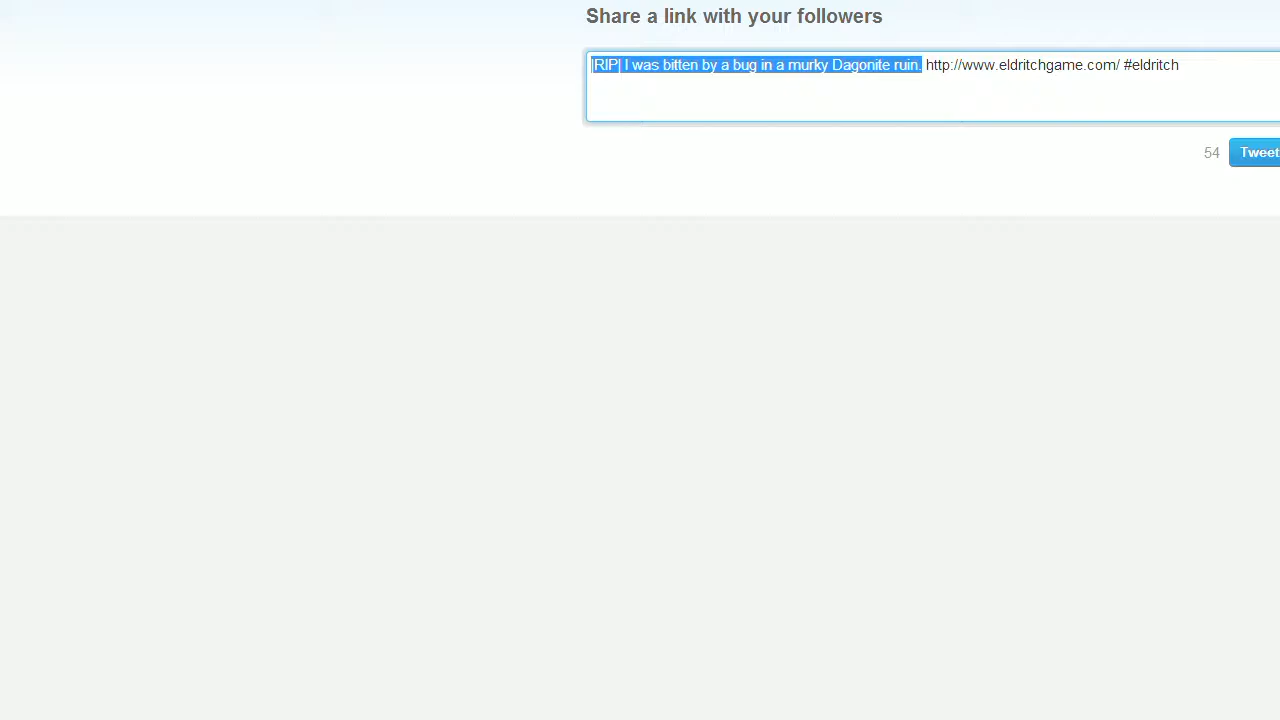 Share a link with your followers
|RIP| I was bitten by a bug in a murky Dagonite ruin. http://www.eldritchgame.com/ #eldritch
54 Tweet